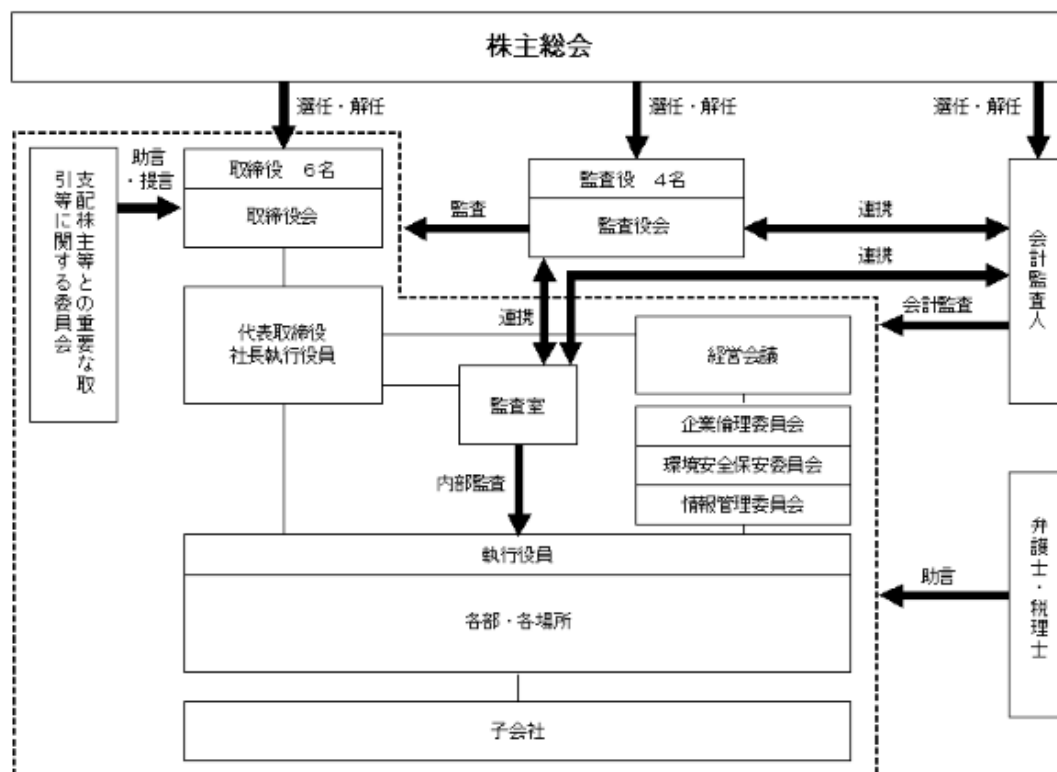 株主総会
選任・解任
選任・解任
選任・解任
支配株主等との重要な取
引等に関する委員会
助言
・提言
取締役　6名
取締役会
監査役　4名
監査役会
監査
連携
連携
連携
会計監査人
会計監査
代表取締役
社長執行役員
経営会議
監査室
企業倫理委員会
環境安全保安委員会
情報管理委員会
内部監査
執行役員
各部・各場所
助言
弁護士・税理士
子会社